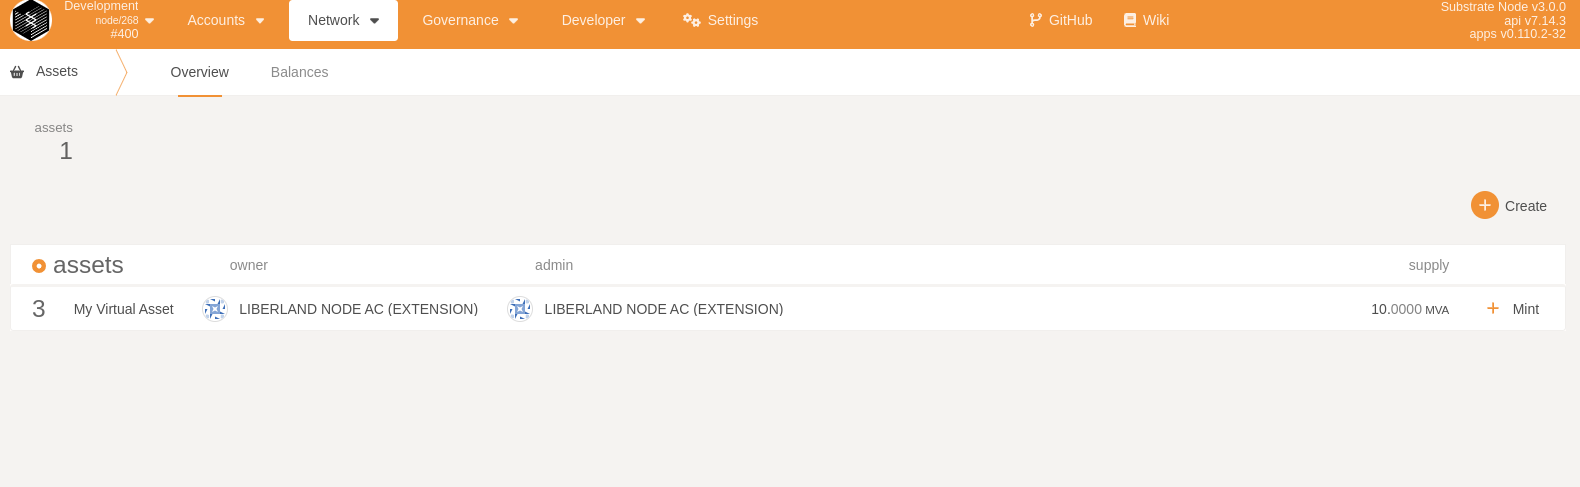 Development
node/268
#400
Accounts
Network
Governance
Developer
Settings
GitHub
Wiki
Substrate Node v3.0.0
api v7.14.3
apps v0.110.2-32
Assets
Overview
Balances
assets
1
Create
assets owner admin supply
3 My Virtual Asset LIBERLAND NODE AC (EXTENSION) LIBERLAND NODE AC (EXTENSION) 10.0000 MVA Mint